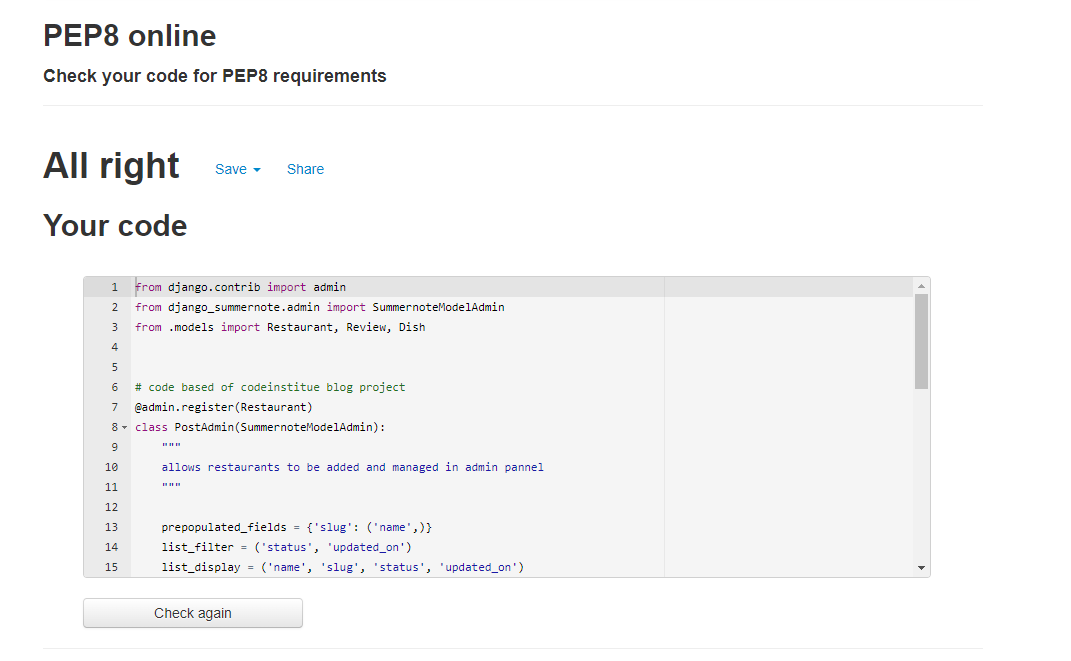 PEP8 online
Check your code for PEP8 requirements
All right Save Share
Your code
1 from django.contrib import admin
2 from django_summernote.admin import SummernoteModelAdmin
3 from .models import Restaurant, Review, Dish
4
5
6 # code based of codeinstitue blog project
7 @admin.register(Restaurant)
8 class PostAdmin(SummernoteModelAdmin):
9     """
10     allows restaurants to be added and managed in admin pannel
11     """
12
13     prepopulated_fields = {'slug': ('name',)}
14     list_filter = ('status', 'updated_on')
15     list_display = ('name', 'slug', 'status', 'updated_on')
Check again